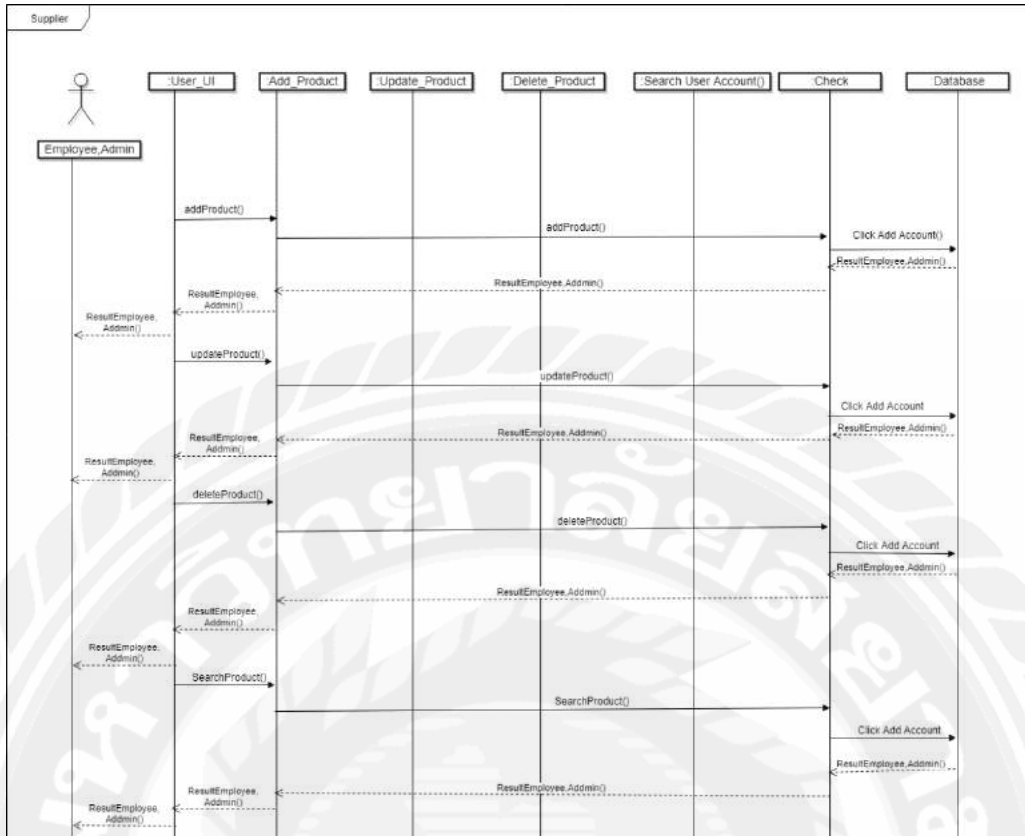 Supplier
:User_UI
:Add_Product
:Update_Product
:Delete_Product
:Search User Account()
:Check
:Database
Employee,Admin
addProduct()
addProduct()
Click Add Account()
ResultEmployee,Addmin()
ResultEmployee,Addmin()
ResultEmployee,
Addmin()
ResultEmployee,
Addmin()
updateProduct()
updateProduct()
Click Add Account
ResultEmployee,Addmin()
ResultEmployee,Addmin()
ResultEmployee,
Addmin()
ResultEmployee,
Addmin()
deleteProduct()
deleteProduct()
Click Add Account
ResultEmployee,Addmin()
ResultEmployee,Addmin()
ResultEmployee,
Addmin()
ResultEmployee,
Addmin()
SearchProduct()
SearchProduct()
Click Add Account
ResultEmployee,Addmin()
ResultEmployee,Addmin()
ResultEmployee,
Addmin()
ResultEmployee,
Addmin()